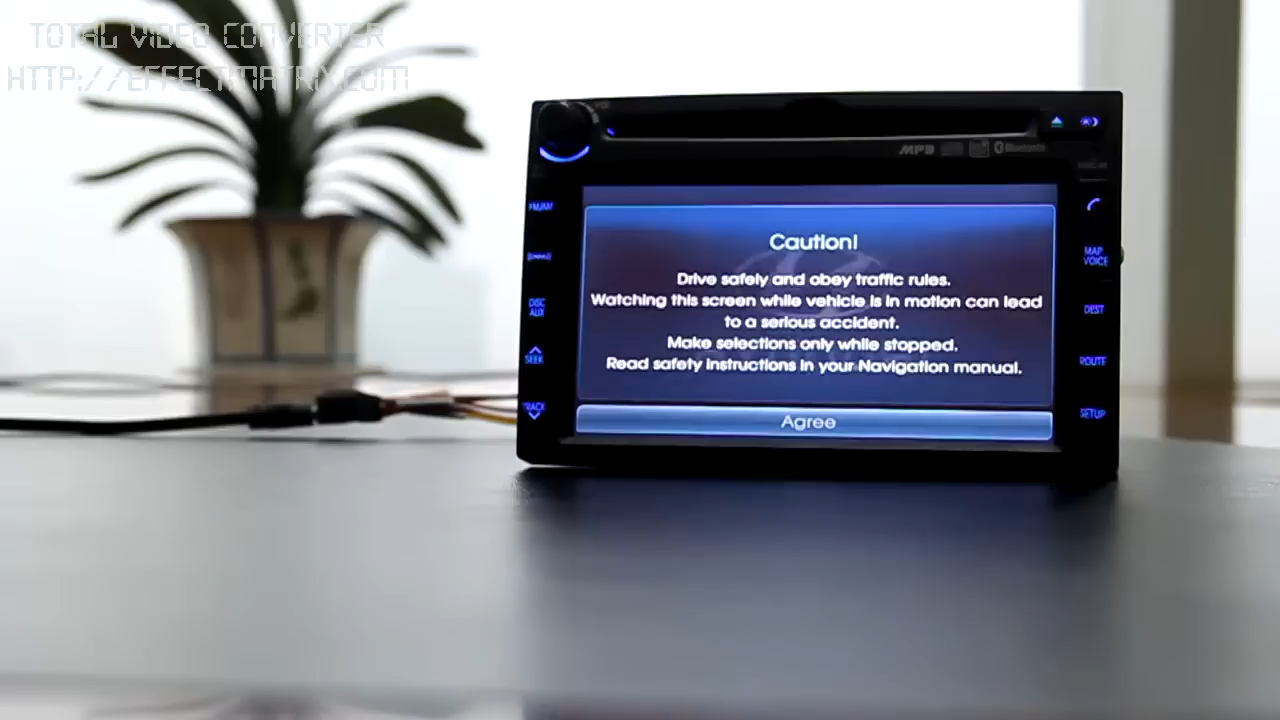 TOTAL VIDEO CONVERTER
HTTP://EFFECTMATRIX.COM
MP3
Bluetooth
FM/AM
DISC
AUX
SEEK
TRACK
MAP
VOICE
DEST
ROUTE
SETUP
Caution!
Drive safely and obey traffic rules.
Watching this screen while vehicle is in motion can lead
to a serious accident.
Make selections only while stopped.
Read safety instructions in your Navigation manual.
Agree